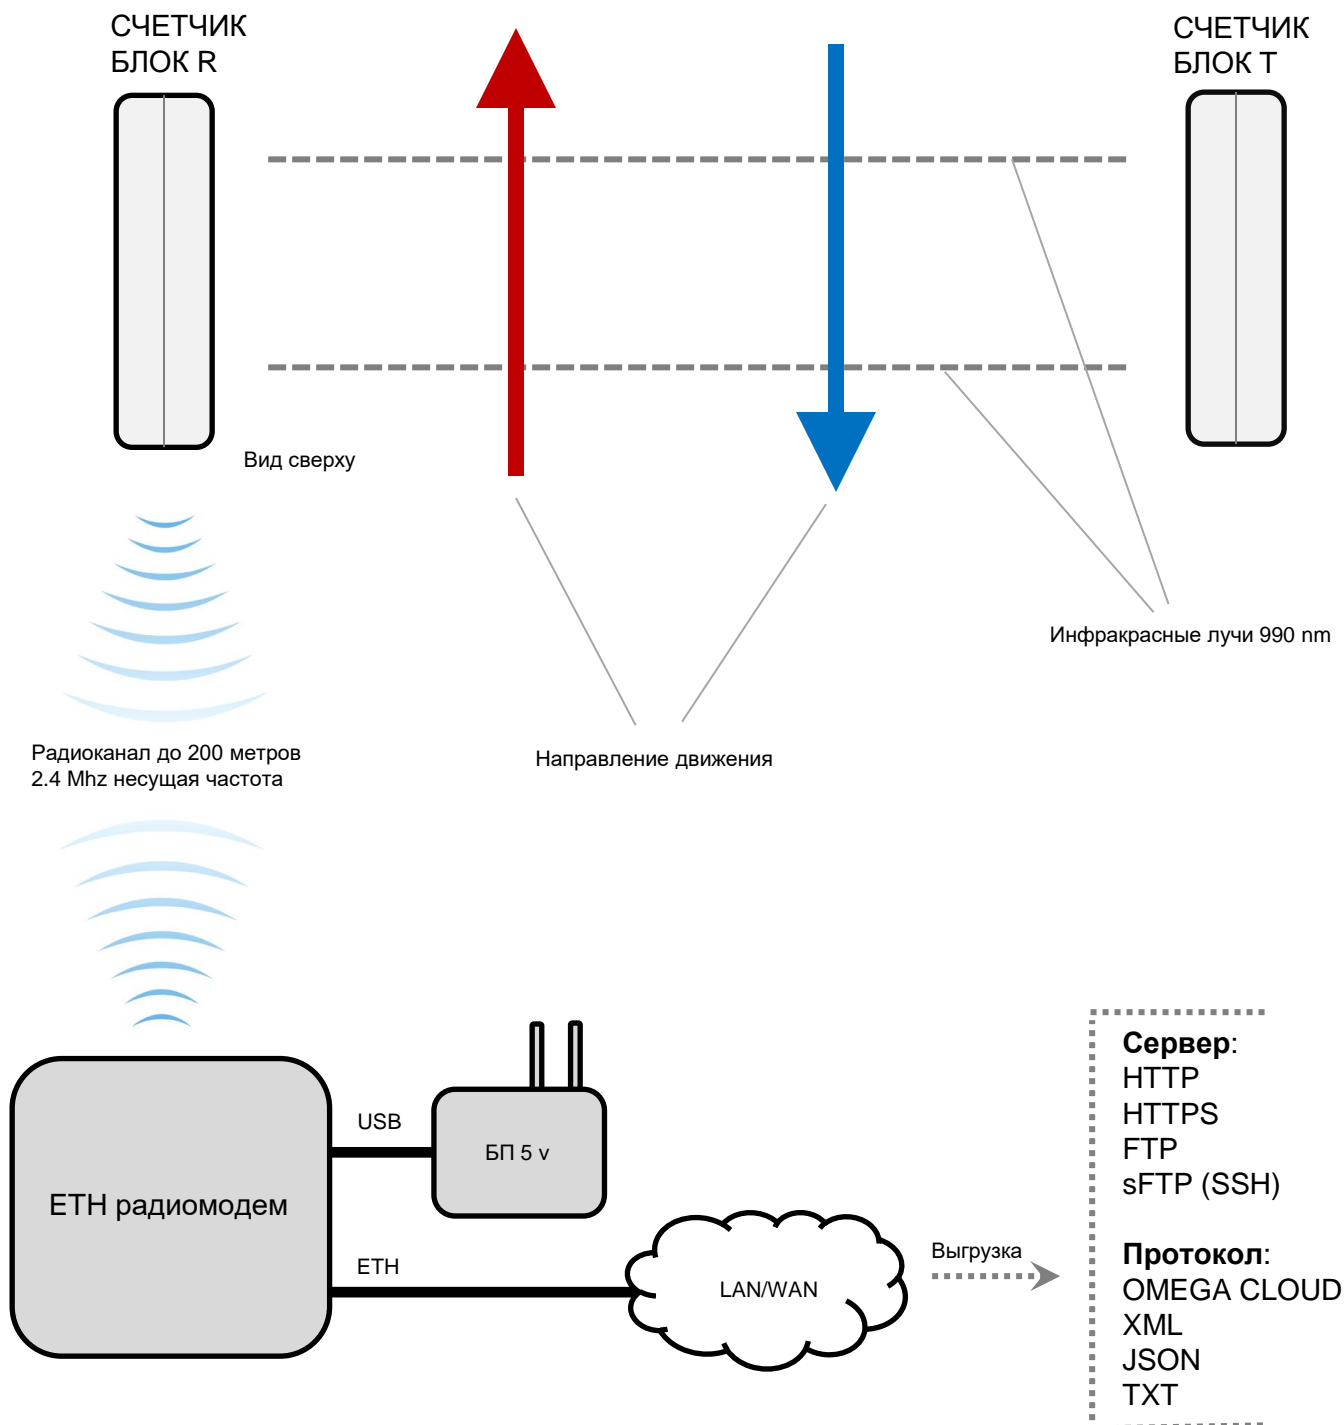 СЧЕТЧИК
БЛОК R
СЧЕТЧИК
БЛОК T
Вид сверху
Инфракрасные лучи 990 nm
Радиоканал до 200 метров
2.4 Mhz несущая частота
Направление движения
USB
БП 5 v
ETH радиомодем
ETH
LAN/WAN
Выгрузка
Сервер:
HTTP
HTTPS
FTP
sFTP (SSH)
Протокол:
OMEGA CLOUD
XML
JSON
TXT